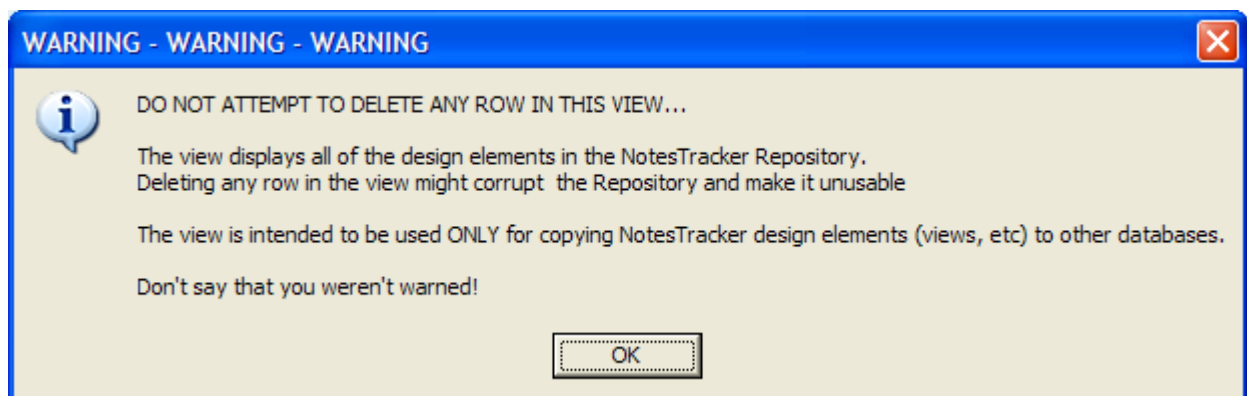 WARNING - WARNING - WARNING
DO NOT ATTEMPT TO DELETE ANY ROW IN THIS VIEW...
The view displays all of the design elements in the NotesTracker Repository.
Deleting any row in the view might corrupt  the Repository and make it unusable
The view is intended to be used ONLY for copying NotesTracker design elements (views, etc) to other databases.
Don't say that you weren't warned!
OK